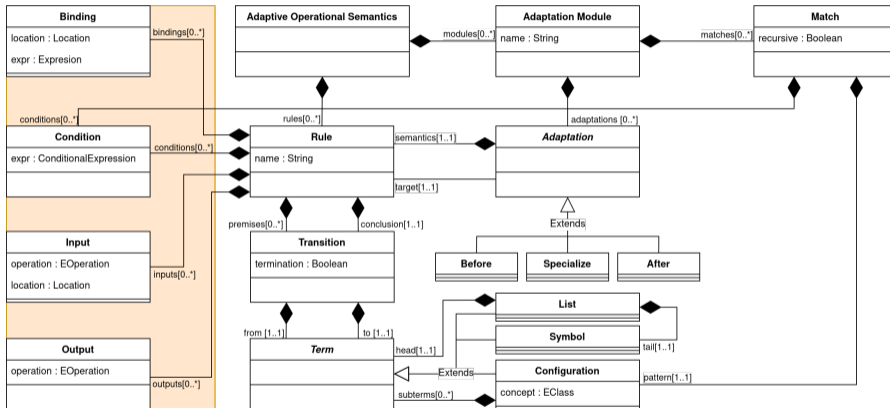 Binding
location : Location
expr : Expresion
bindings[0..*]
Adaptive Operational Semantics
modules[0..*]
Adaptation Module
name : String
matches[0..*]
Match
recursive : Boolean
conditions[0..*]
rules[0..*]
adaptations [0..*]
Condition
expr : ConditionalExpression
conditions[0..*]
Rule
name : String
semantics[1..1]
target[1..1]
Adaptation
premises[0..*]
conclusion[1..1]
Extends
Input
operation : EOperation
location : Location
inputs[0..*]
Transition
termination : Boolean
Before
Specialize
After
from [1..1]
to [1..1]
List
Symbol
tail[1..1]
Output
operation : EOperation
outputs[0..*]
Term
head[1..1]
Extends
subterms[0..*]
Configuration
concept : EClass
pattern[1..1]